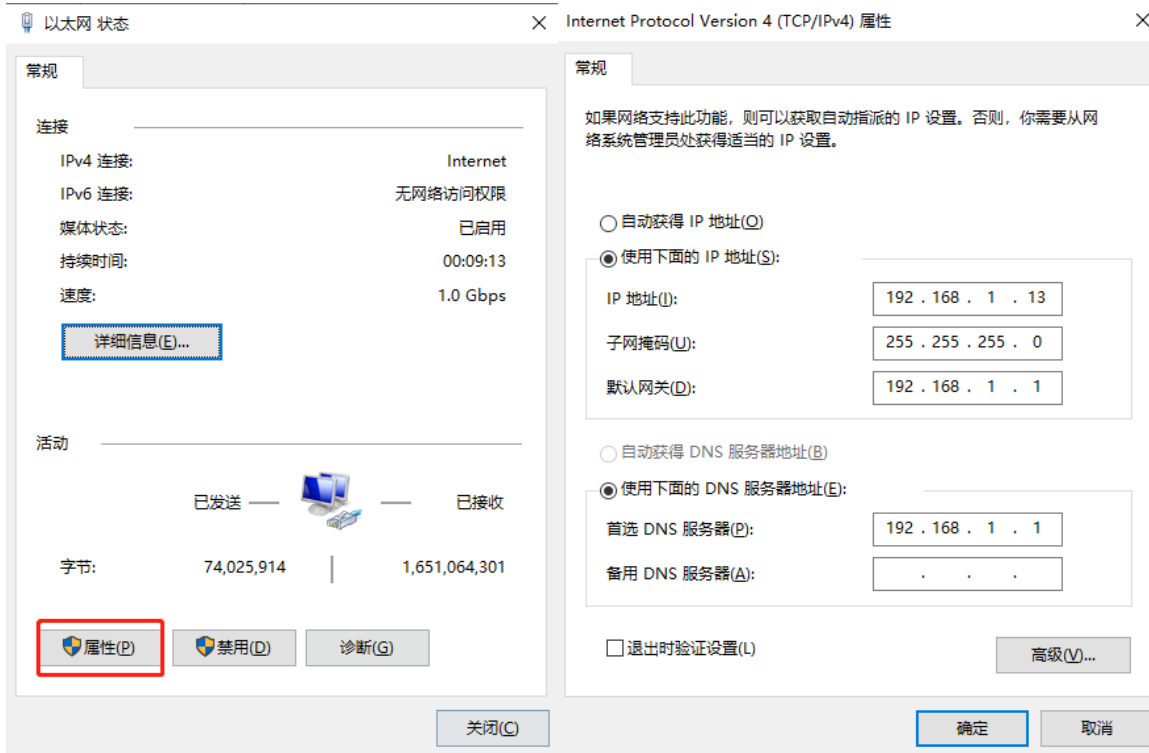 以太网 状态
常规
连接
IPv4 连接: Internet
IPv6 连接: 无网络访问权限
媒体状态: 已启用
持续时间: 00:09:13
速度: 1.0 Gbps
详细信息(E)...
活动
已发送 已接收
字节: 74,025,914 1,651,064,301
属性(P) 禁用(D) 诊断(G)
关闭(C)
Internet Protocol Version 4 (TCP/IPv4) 属性
常规
如果网络支持此功能，则可以获取自动指派的 IP 设置。否则，你需要从网
络系统管理员处获得适当的 IP 设置。
自动获得 IP 地址(O)
使用下面的 IP 地址(S):
IP 地址(I): 192 . 168 . 1 . 13
子网掩码(U): 255 . 255 . 255 . 0
默认网关(D): 192 . 168 . 1 . 1
自动获得 DNS 服务器地址(B)
使用下面的 DNS 服务器地址(E):
首选 DNS 服务器(P): 192 . 168 . 1 . 1
备用 DNS 服务器(A): . . .
退出时验证设置(L)
高级(V)...
确定 取消